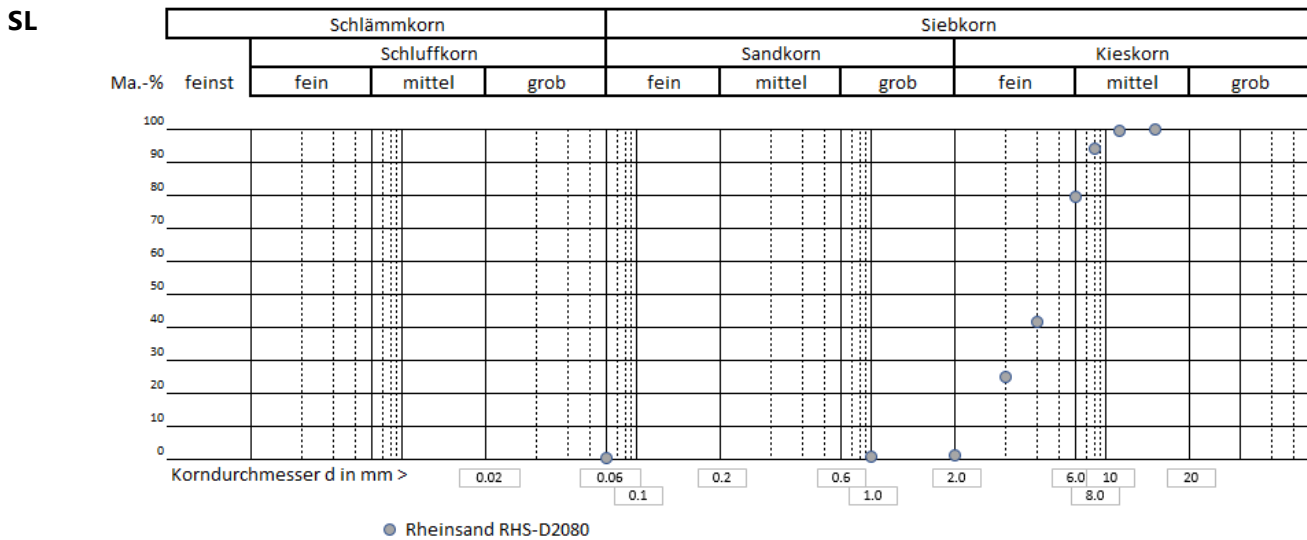 SL
Schlämmkorn Siebkorn
Schluffkorn Sandkorn Kieskorn
Ma.-% feinst fein mittel grob fein mittel grob fein mittel grob
100
90
80
70
60
50
40
30
20
10
0
Korndurchmesser d in mm > 0.02 0.06 0.2 0.6 2.0 6.0 10 20
0.1 1.0 8.0
Rheinsand RHS-D2080